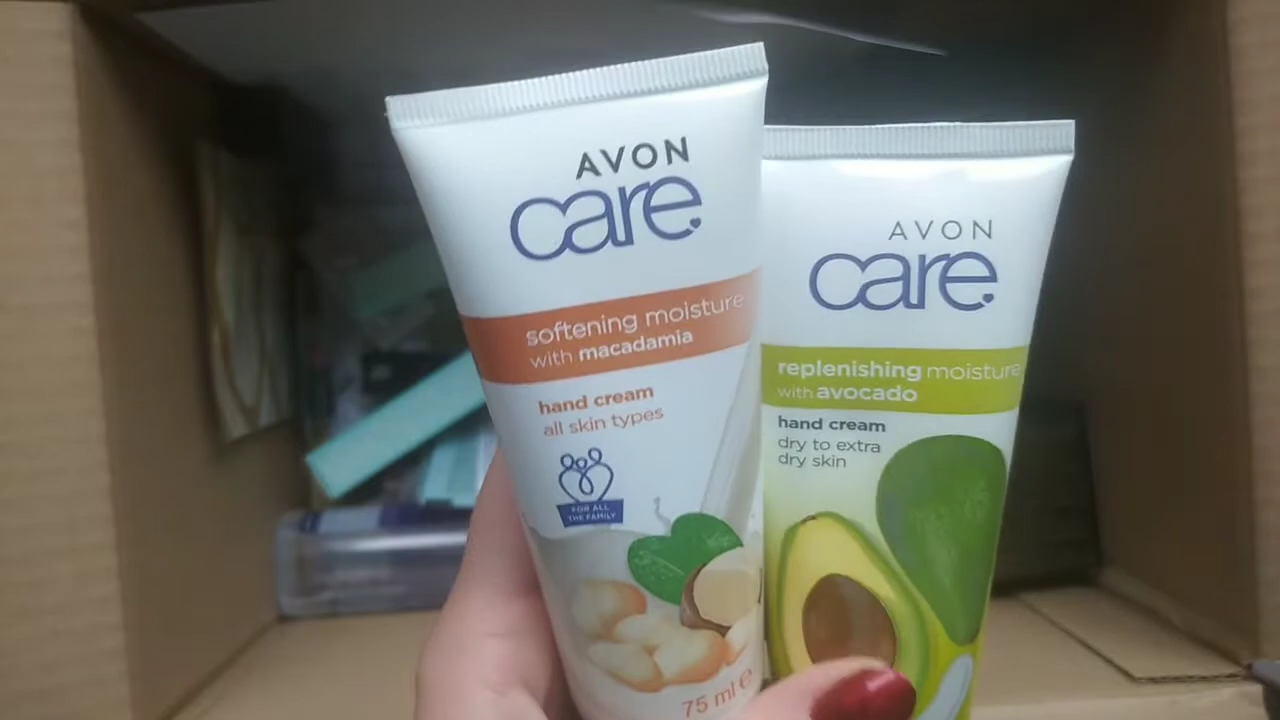 AVON
care
softening moisture
with macadamia
hand cream
all skin types
FOR ALL
THE FAMILY
75 ml e
AVON
care
replenishing moisture
with avocado
hand cream
dry to extra
dry skin